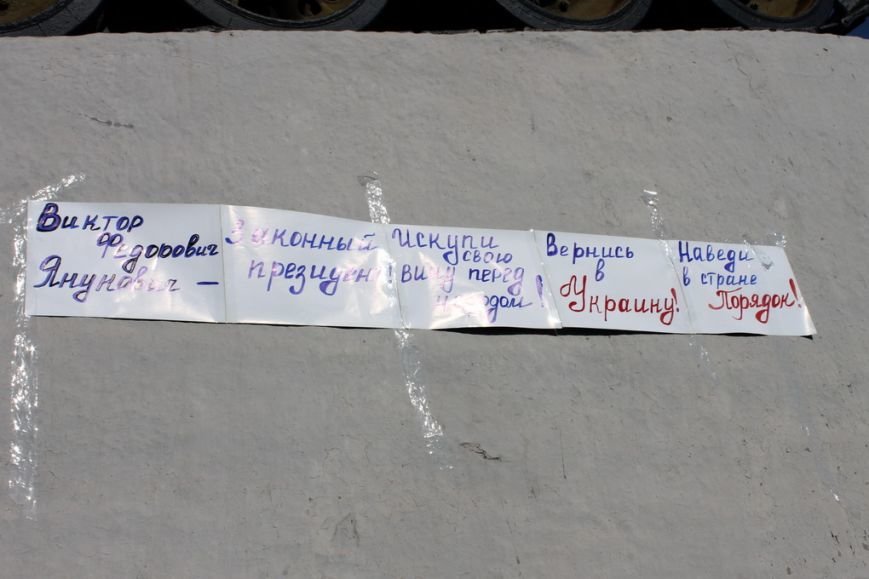 Виктор
Федорович
Янукович –
Законный
президент!
Искупи
свою
вину перед
народом!
Вернись
в
Украину!
Наведи
в стране
Порядок!